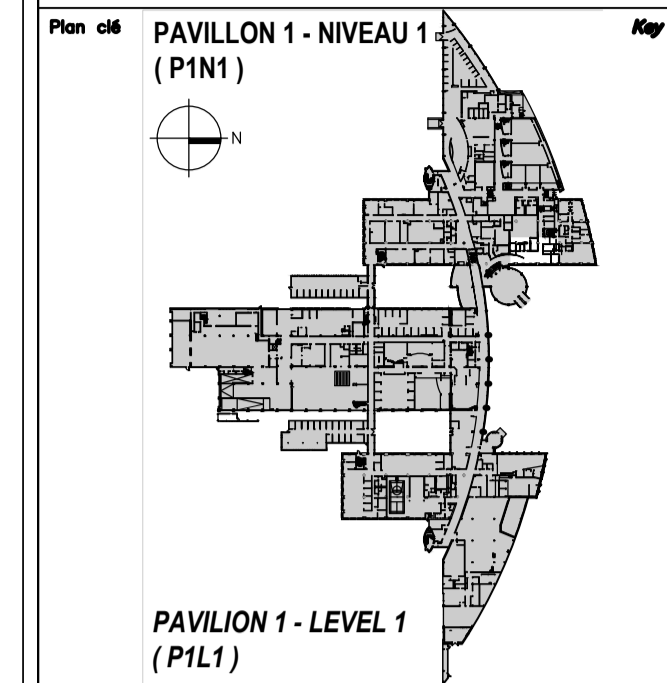 Plan clé
PAVILLON 1 - NIVEAU 1
( P1N1 )
Key
N
PAVILION 1 - LEVEL 1
( P1L1 )